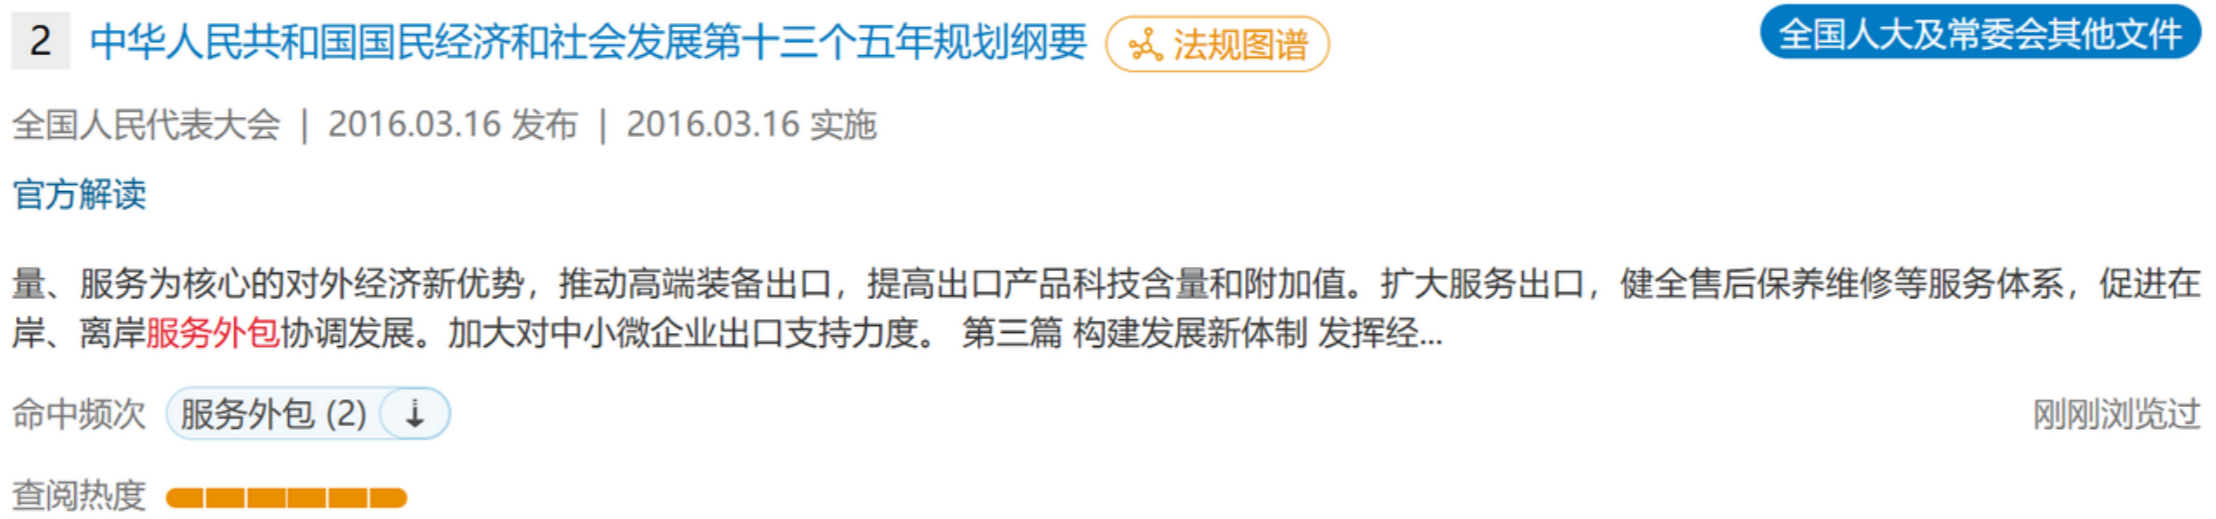 2 中华人民共和国国民经济和社会发展第十三个五年规划纲要 法规图谱 全国人大及常委会其他文件
全国人民代表大会 | 2016.03.16 发布 | 2016.03.16 实施
官方解读
量、服务为核心的对外经济新优势，推动高端装备出口，提高出口产品科技含量和附加值。扩大服务出口，健全售后保养维修等服务体系，促进在
岸、离岸服务外包协调发展。加大对中小微企业出口支持力度。 第三篇 构建发展新体制 发挥经...
命中频次 服务外包 (2) ↓ 刚刚浏览过
查阅热度